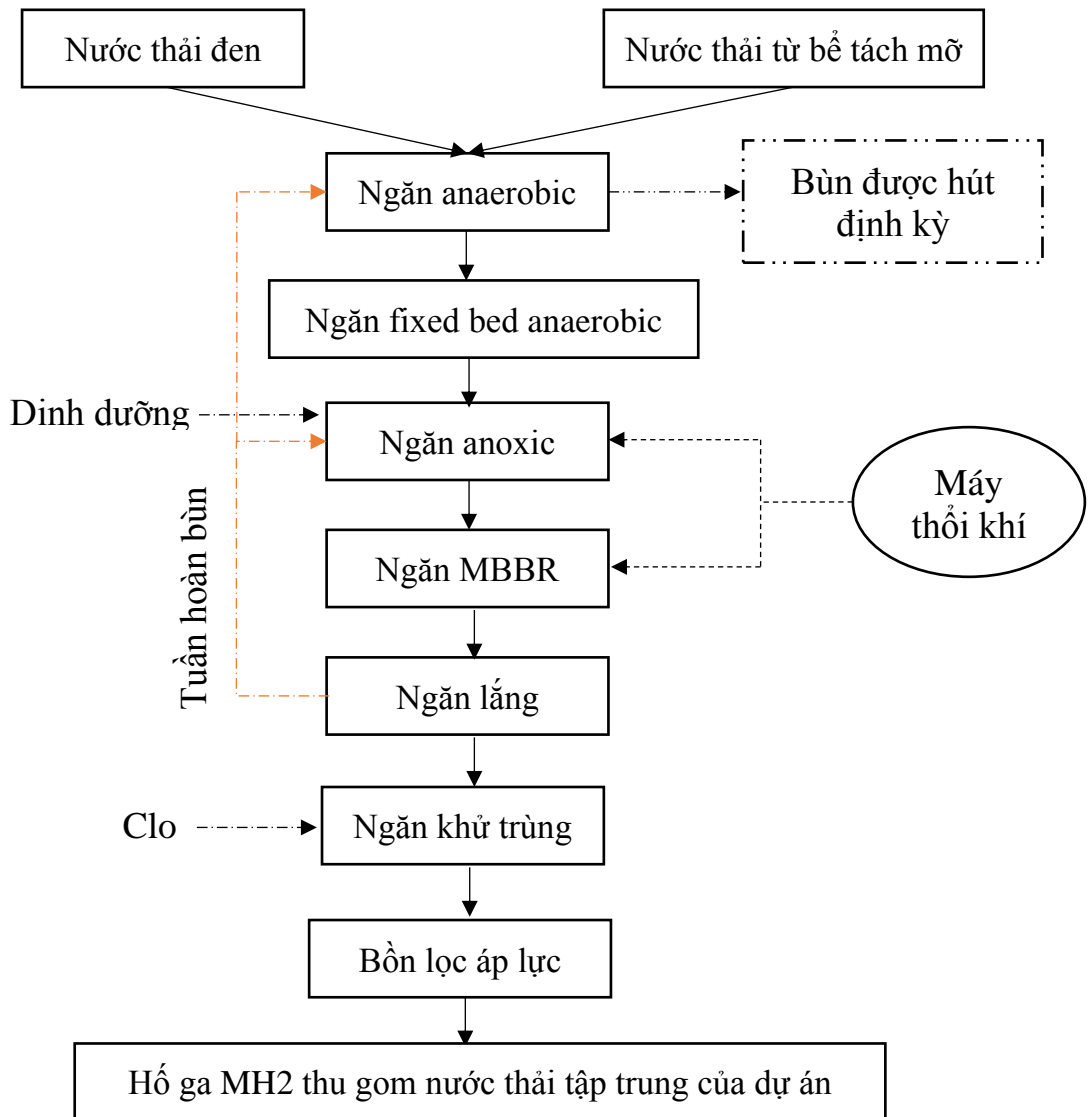 Nước thải đen
Nước thải từ bể tách mỡ
Ngăn anaerobic
Bùn được hút
định kỳ
Ngăn fixed bed anaerobic
Dinh dưỡng
Ngăn anoxic
Máy
thổi khí
Ngăn MBBR
Tuần hoàn bùn
Ngăn lắng
Clo
Ngăn khử trùng
Bồn lọc áp lực
Hố ga MH2 thu gom nước thải tập trung của dự án